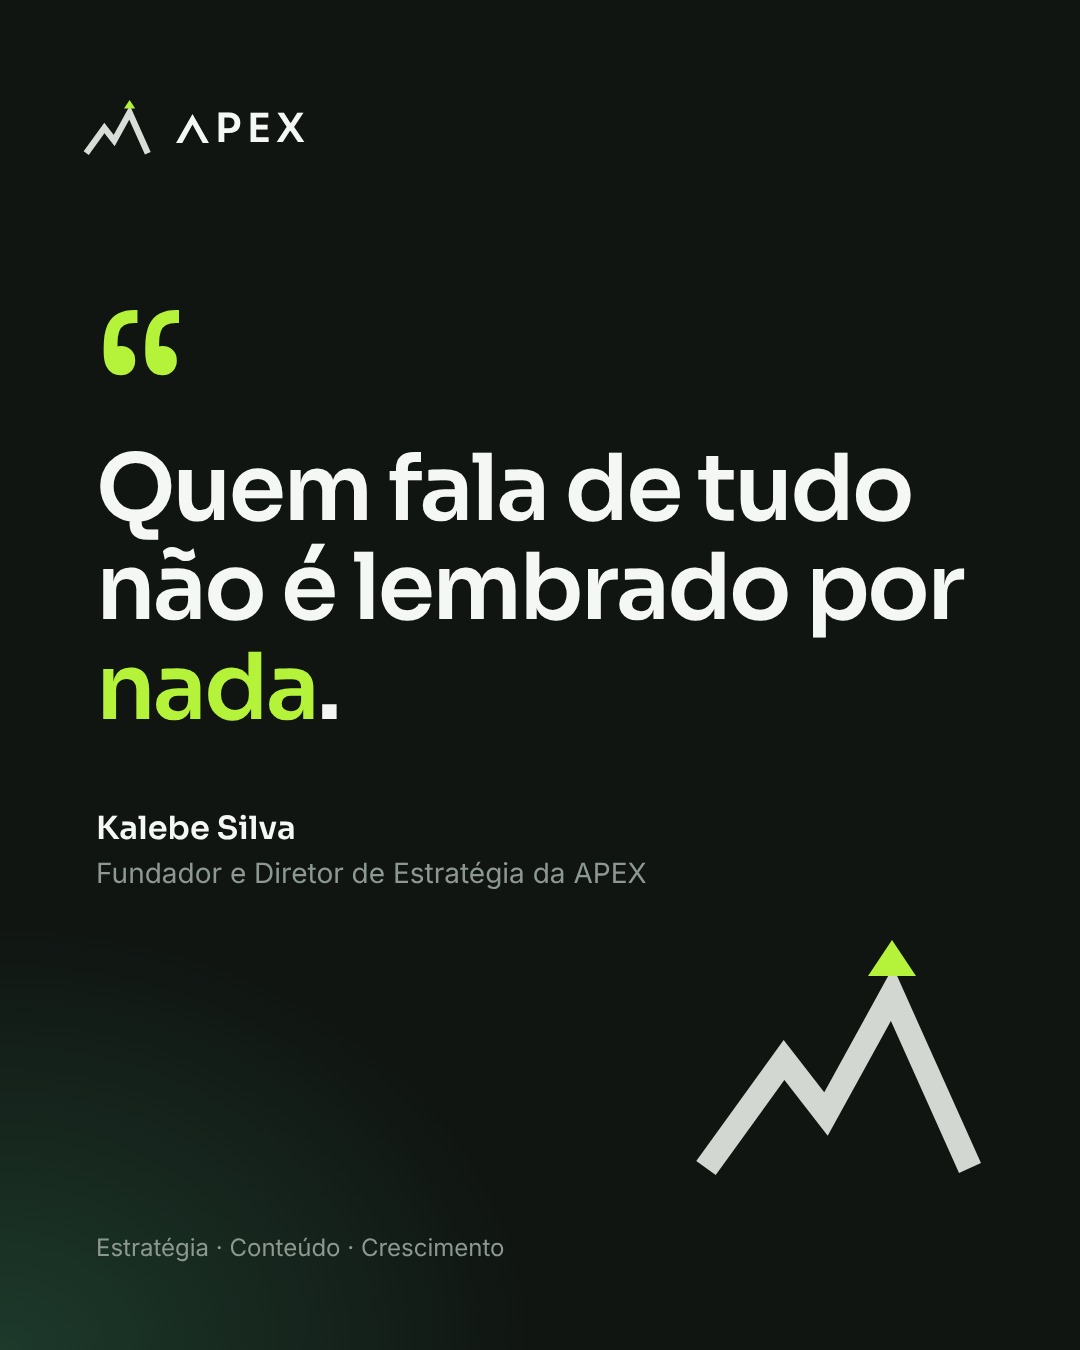 APEX
“
Quem fala de tudo
não é lembrado por
nada.
Kalebe Silva
Fundador e Diretor de Estratégia da APEX
Estratégia · Conteúdo · Crescimento